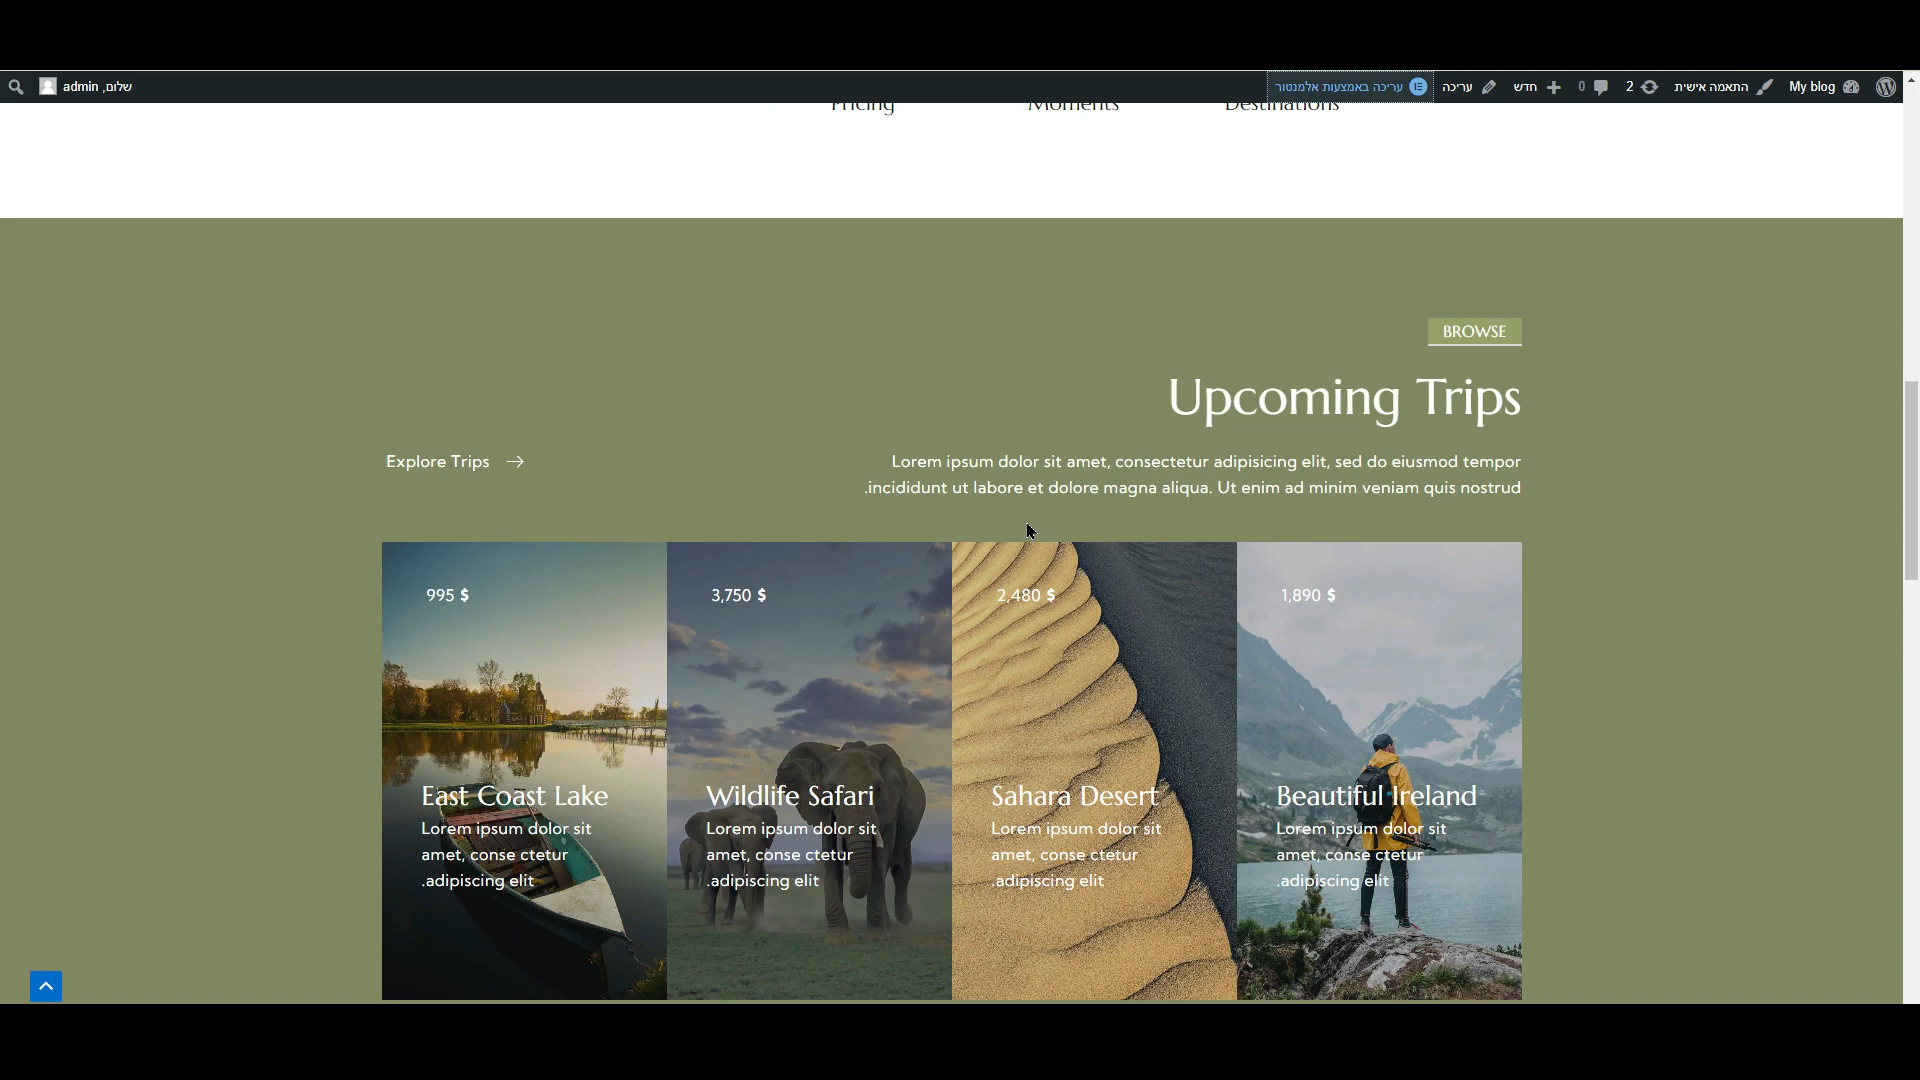 My blog
התאמה אישית
2
0
חדש
עריכה
עריכה באמצעות אלמנטור
שלום, admin
Pricing
Moments
Destinations
BROWSE
Upcoming Trips
Lorem ipsum dolor sit amet, consectetur adipisicing elit, sed do eiusmod tempor
.incididunt ut labore et dolore magna aliqua. Ut enim ad minim veniam quis nostrud
Explore Trips
995 $
East Coast Lake
Lorem ipsum dolor sit
amet, conse ctetur
.adipiscing elit
3,750 $
Wildlife Safari
Lorem ipsum dolor sit
amet, conse ctetur
.adipiscing elit
2,480 $
Sahara Desert
Lorem ipsum dolor sit
amet, conse ctetur
.adipiscing elit
1,890 $
Beautiful Ireland
Lorem ipsum dolor sit
amet, conse ctetur
.adipiscing elit